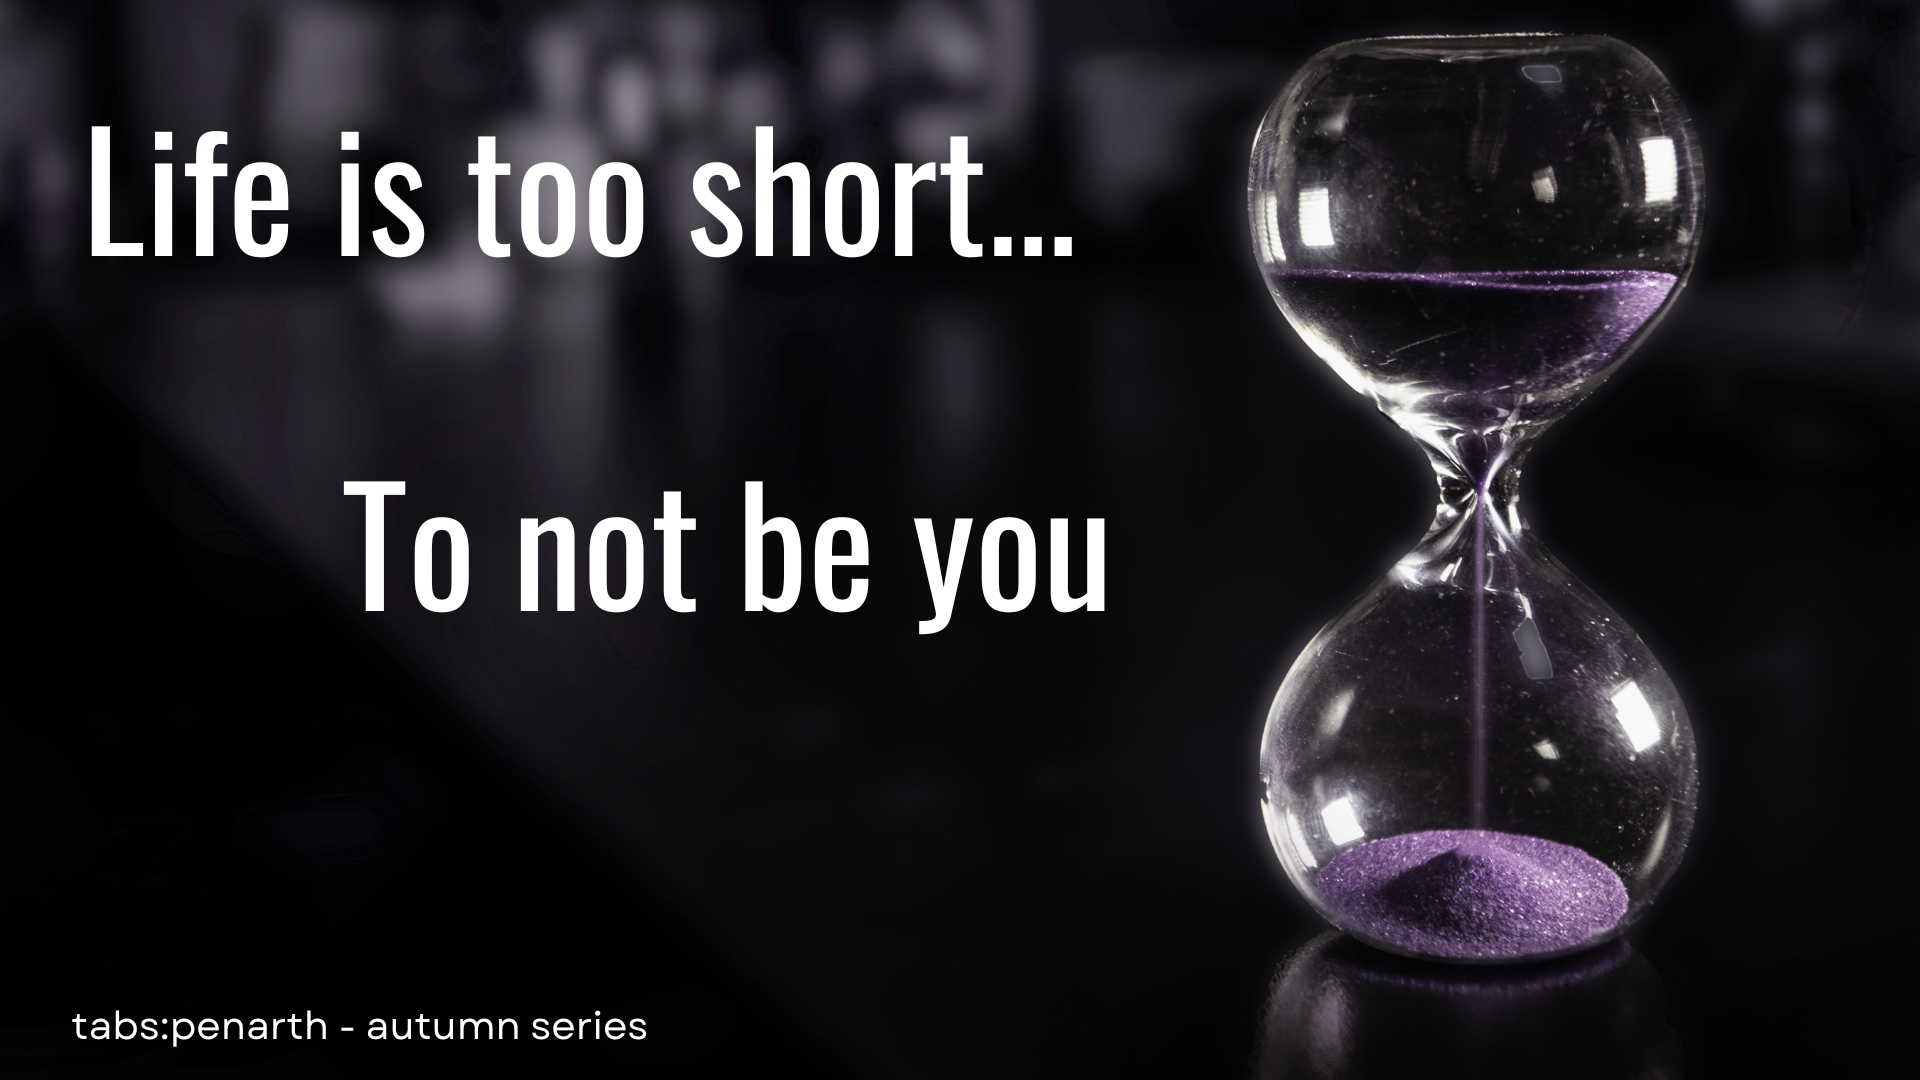 Life is too short...
To not be you
tabs:penarth - autumn series